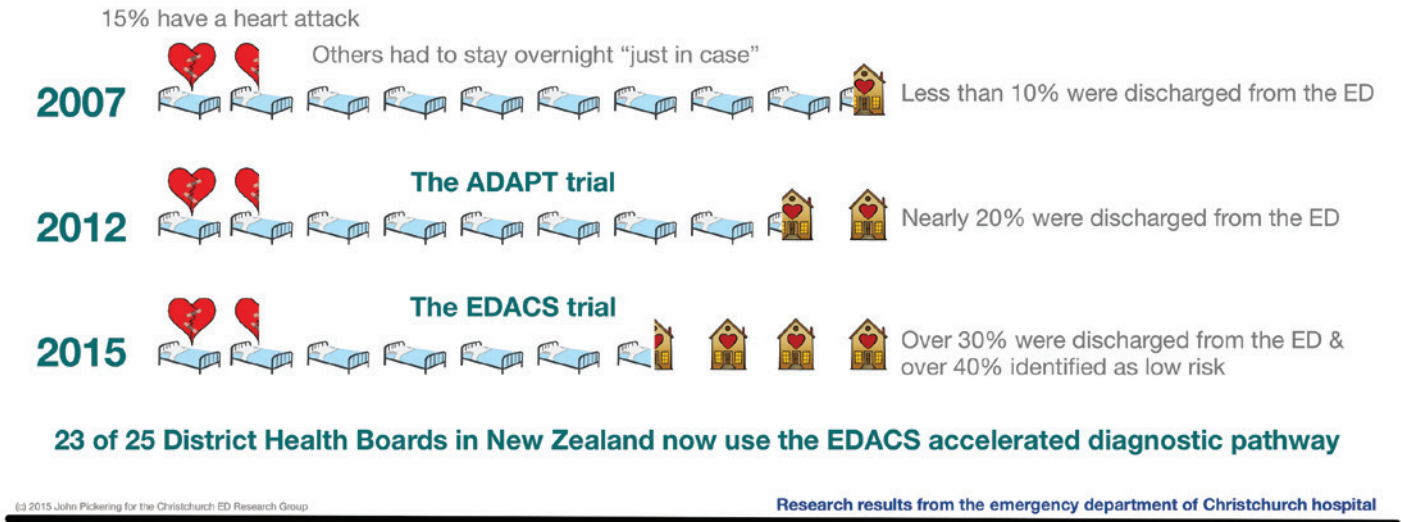 15% have a heart attack
Others had to stay overnight “just in case”
2007
Less than 10% were discharged from the ED
The ADAPT trial
2012
Nearly 20% were discharged from the ED
The EDACS trial
2015
Over 30% were discharged from the ED &
over 40% identified as low risk
23 of 25 District Health Boards in New Zealand now use the EDACS accelerated diagnostic pathway
(c) 2015 John Pickering for the Christchurch ED Research Group
Research results from the emergency department of Christchurch hospital